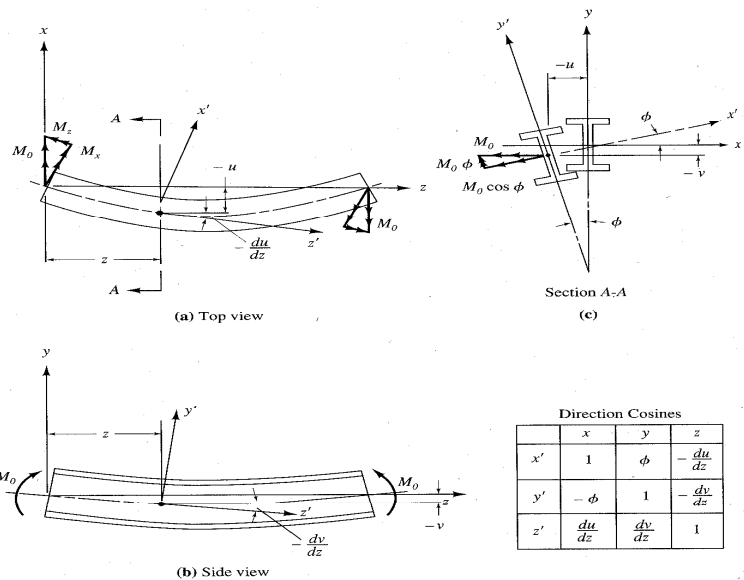 x
M_z
M_0
M_x
A
x'
− u
z
M_0
− du/dz
z'
z
A
(a) Top view
y
y'
−u
ϕ
x'
M_0
x
M_0 ϕ
− v
M_0 cos ϕ
ϕ
Section A-A
(c)
y
y'
z
M_0
M_0
z
z'
−v
− dv/dz
(b) Side view
Direction Cosines
x y z
x' 1 ϕ − du/dz
y' − ϕ 1 − dv/dz
z' du/dz dv/dz 1